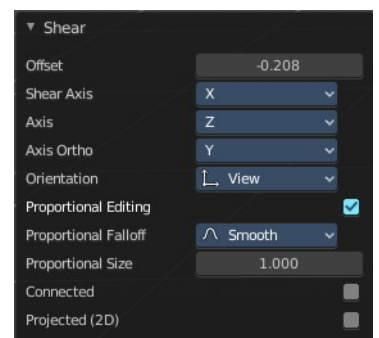 Shear
Offset -0.208
Shear Axis X
Axis Z
Axis Ortho Y
Orientation View
Proportional Editing
Proportional Falloff Smooth
Proportional Size 1.000
Connected
Projected (2D)